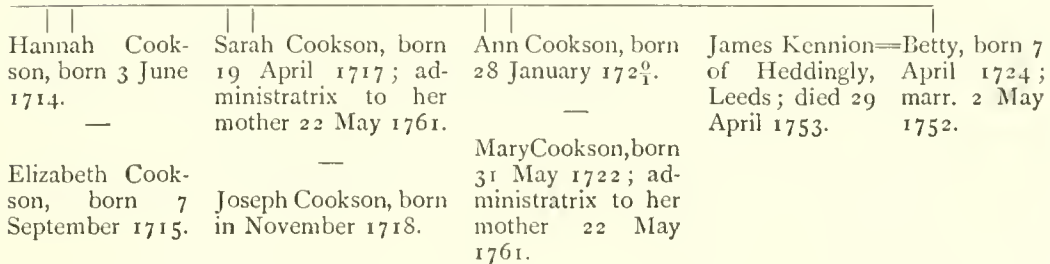 Hannah Cook-
son, born 3 June
1714.
—
Elizabeth Cook-
son, born 7
September 1715.
Sarah Cookson, born
19 April 1717; ad-
ministratrix to her
mother 22 May 1761.
—
Joseph Cookson, born
in November 1718.
Ann Cookson, born
28 January 172⁰⁄₁.
—
Mary Cookson, born
31 May 1722; ad-
ministratrix to her
mother 22 May
1761.
James Kennion=Betty, born 7
of Heddingly, April 1724;
Leeds; died 29 marr. 2 May
April 1753. 1752.